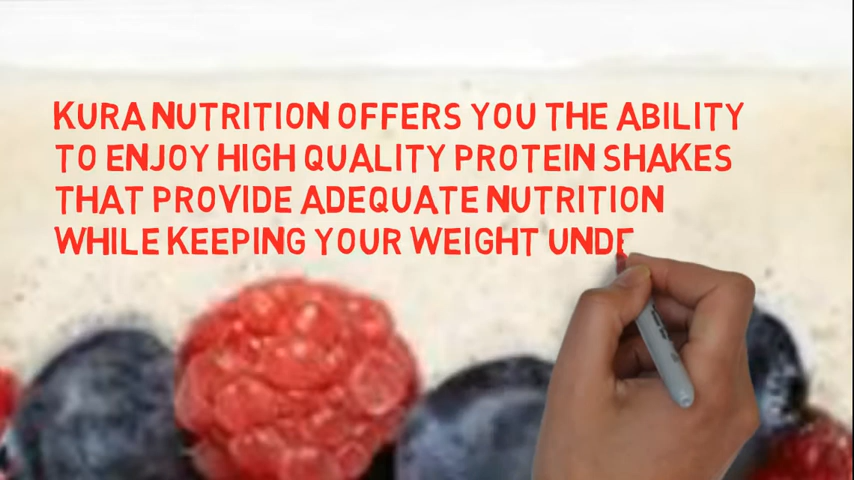 KURA NUTRITION OFFERS YOU THE ABILITY
TO ENJOY HIGH QUALITY PROTEIN SHAKES
THAT PROVIDE ADEQUATE NUTRITION
WHILE KEEPING YOUR WEIGHT UNDE